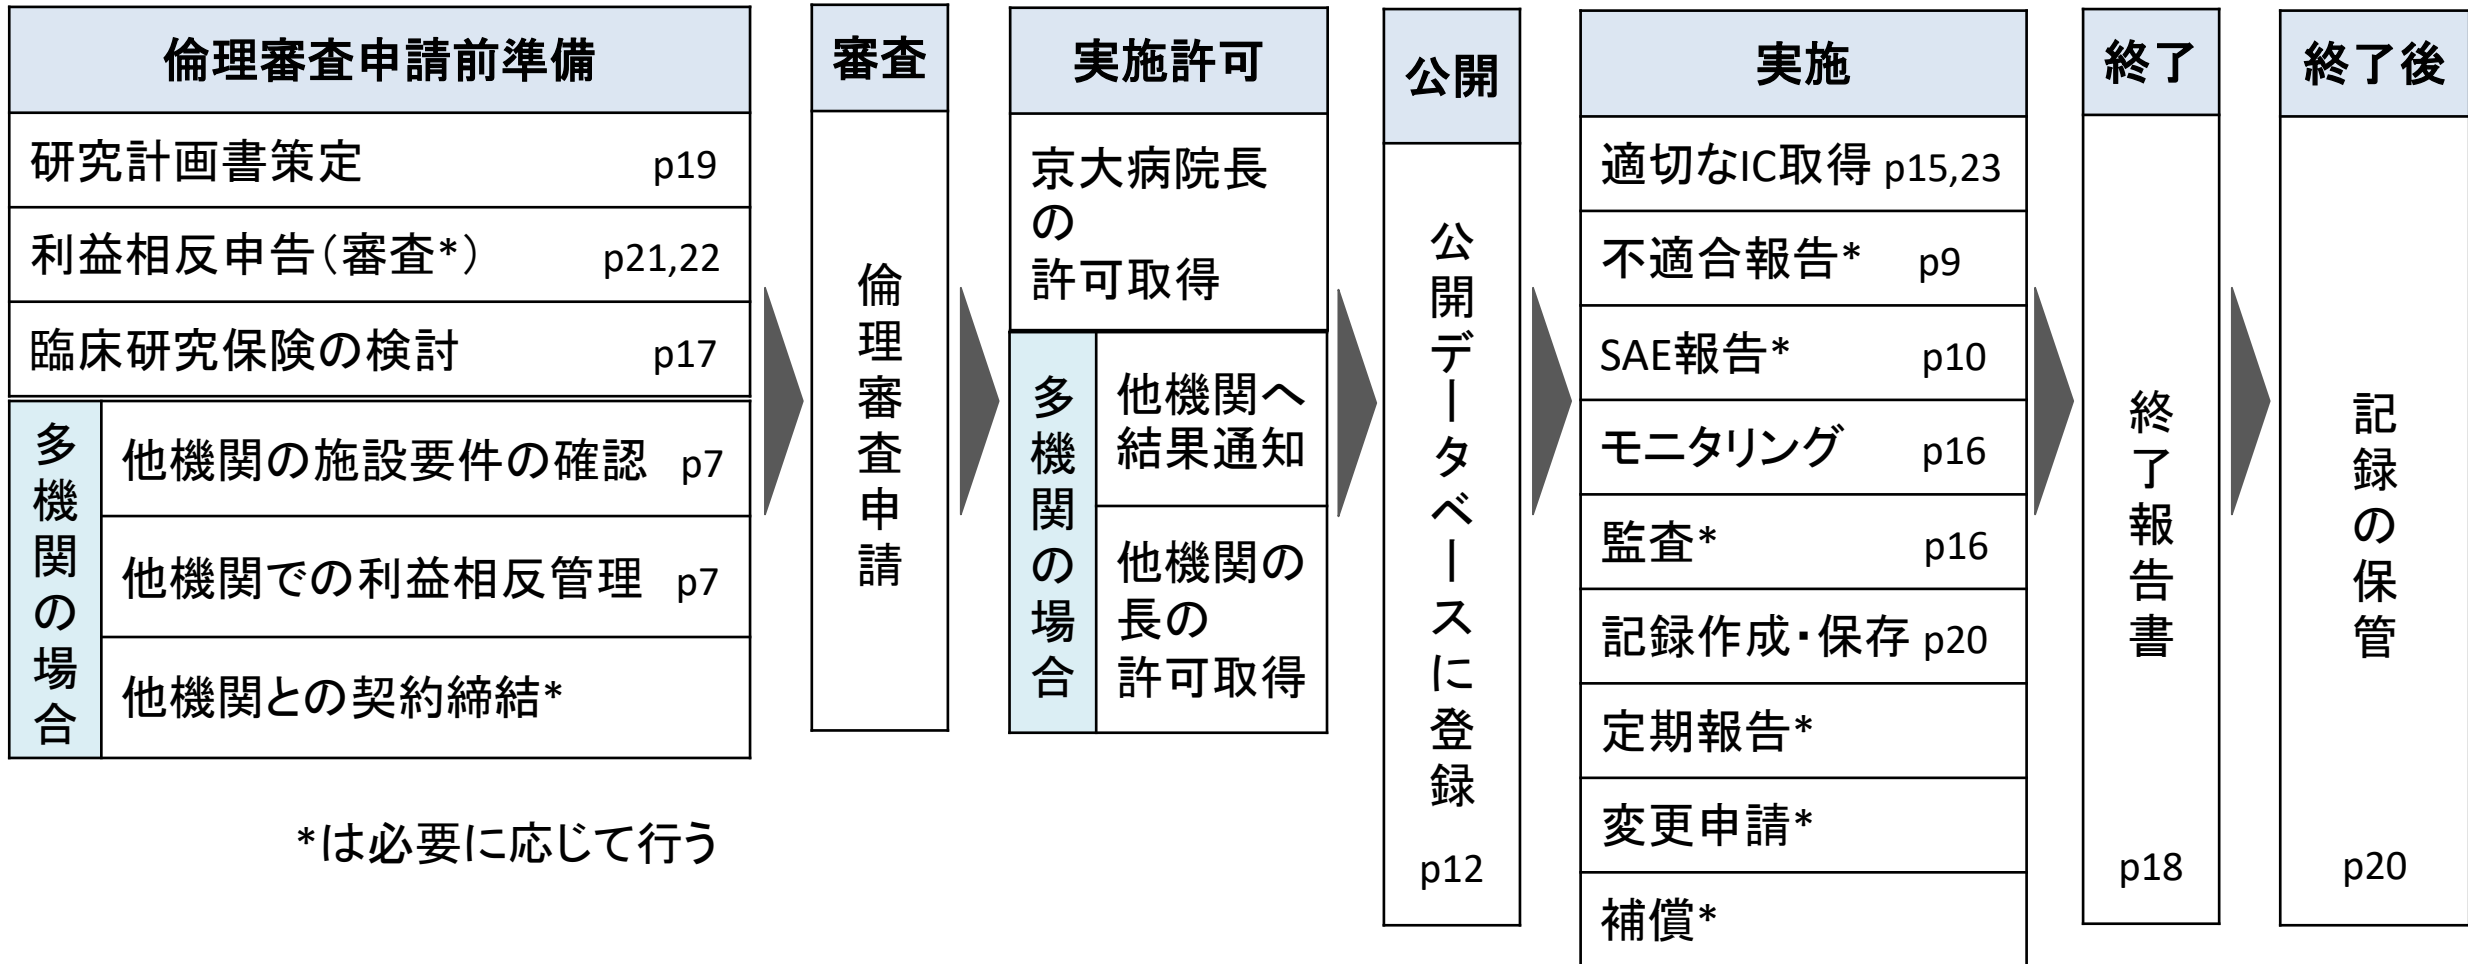 倫理審査申請前準備
研究計画書策定 p19
利益相反申告(審査*) p21,22
臨床研究保険の検討 p17
多機関の場合
他機関の施設要件の確認 p7
他機関での利益相反管理 p7
他機関との契約締結*
*は必要に応じて行う
審査
倫理審査申請
実施許可
京大病院長
の
許可取得
多機関の場合
他機関へ
結果通知
他機関の
長の
許可取得
公開
公開データベースに登録
p12
実施
適切なIC取得 p15,23
不適合報告* p9
SAE報告* p10
モニタリング p16
監査* p16
記録作成・保存 p20
定期報告*
変更申請*
補償*
終了
終了報告書
p18
終了後
記録の保管
p20